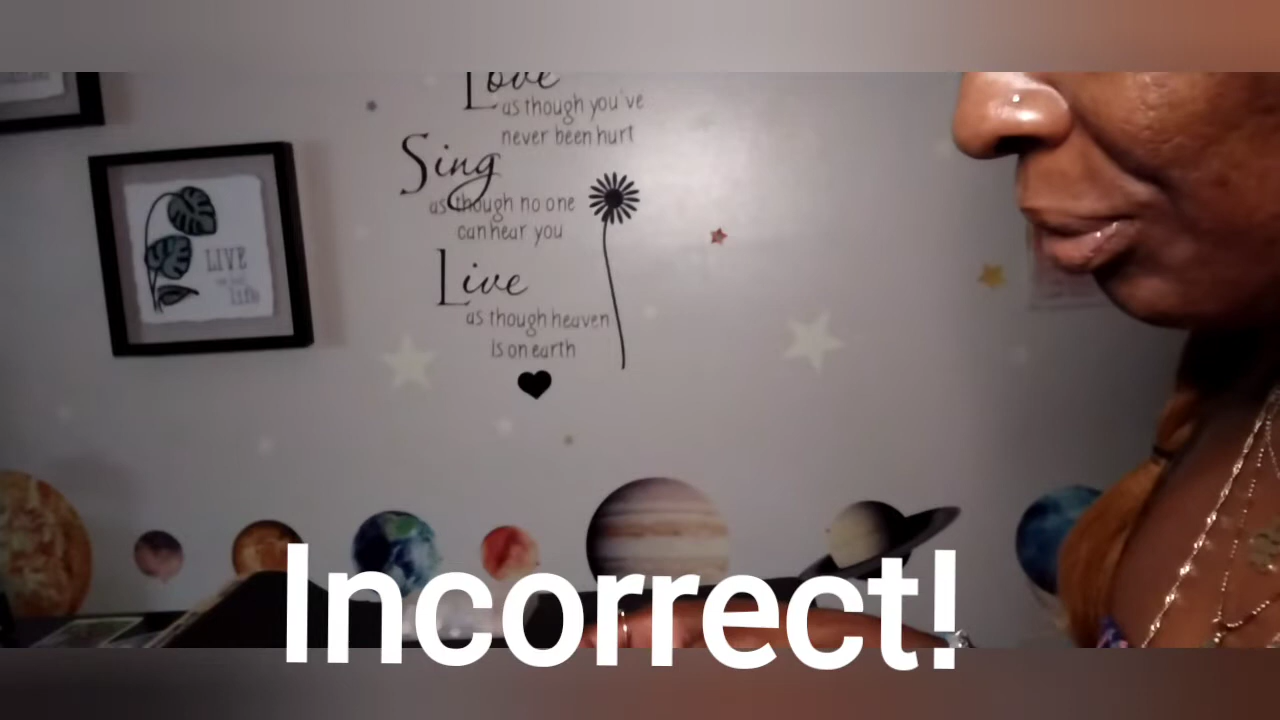 Love
as though you've
never been hurt
Sing
as though no one
can hear you
Live
as though heaven
is on earth
LIVE
life
Incorrect!